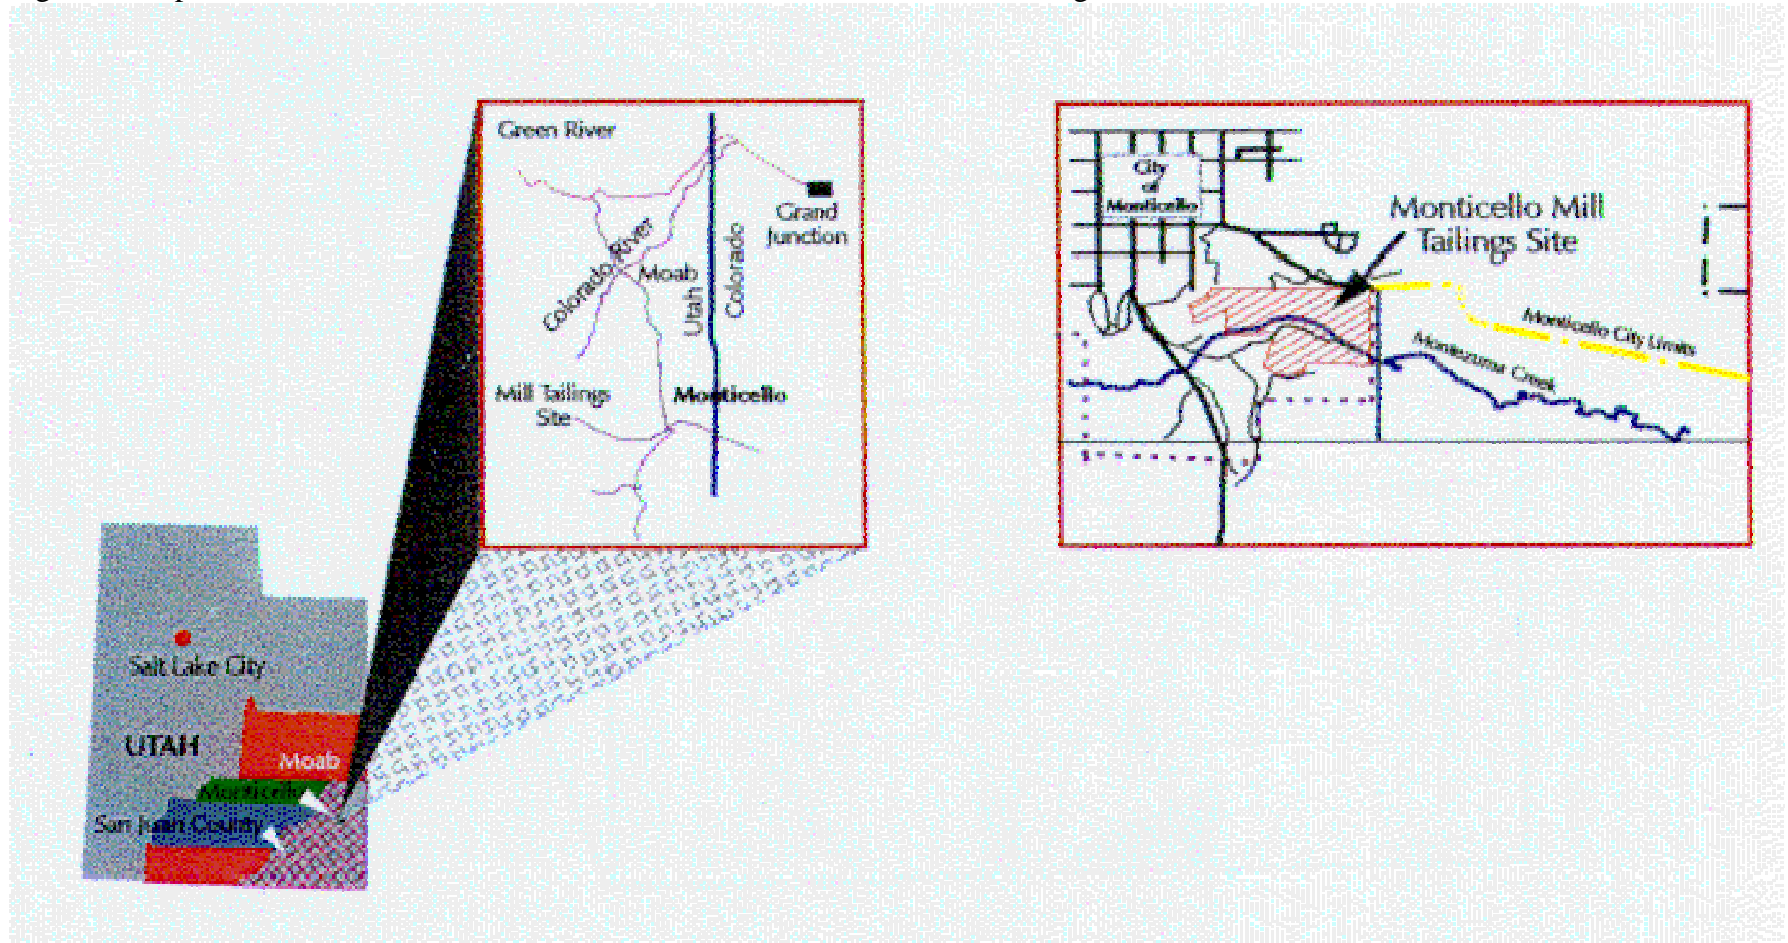 Green River
Grand
Junction
Colorado River
Moab
Utah
Colorado
Mill Tailings
Site
Monticello
City
of
Monticello
Monticello Mill
Tailings Site
Monticello City Limits
Montezuma Creek
Salt Lake City
UTAH
Moab
Monticello
San Juan County